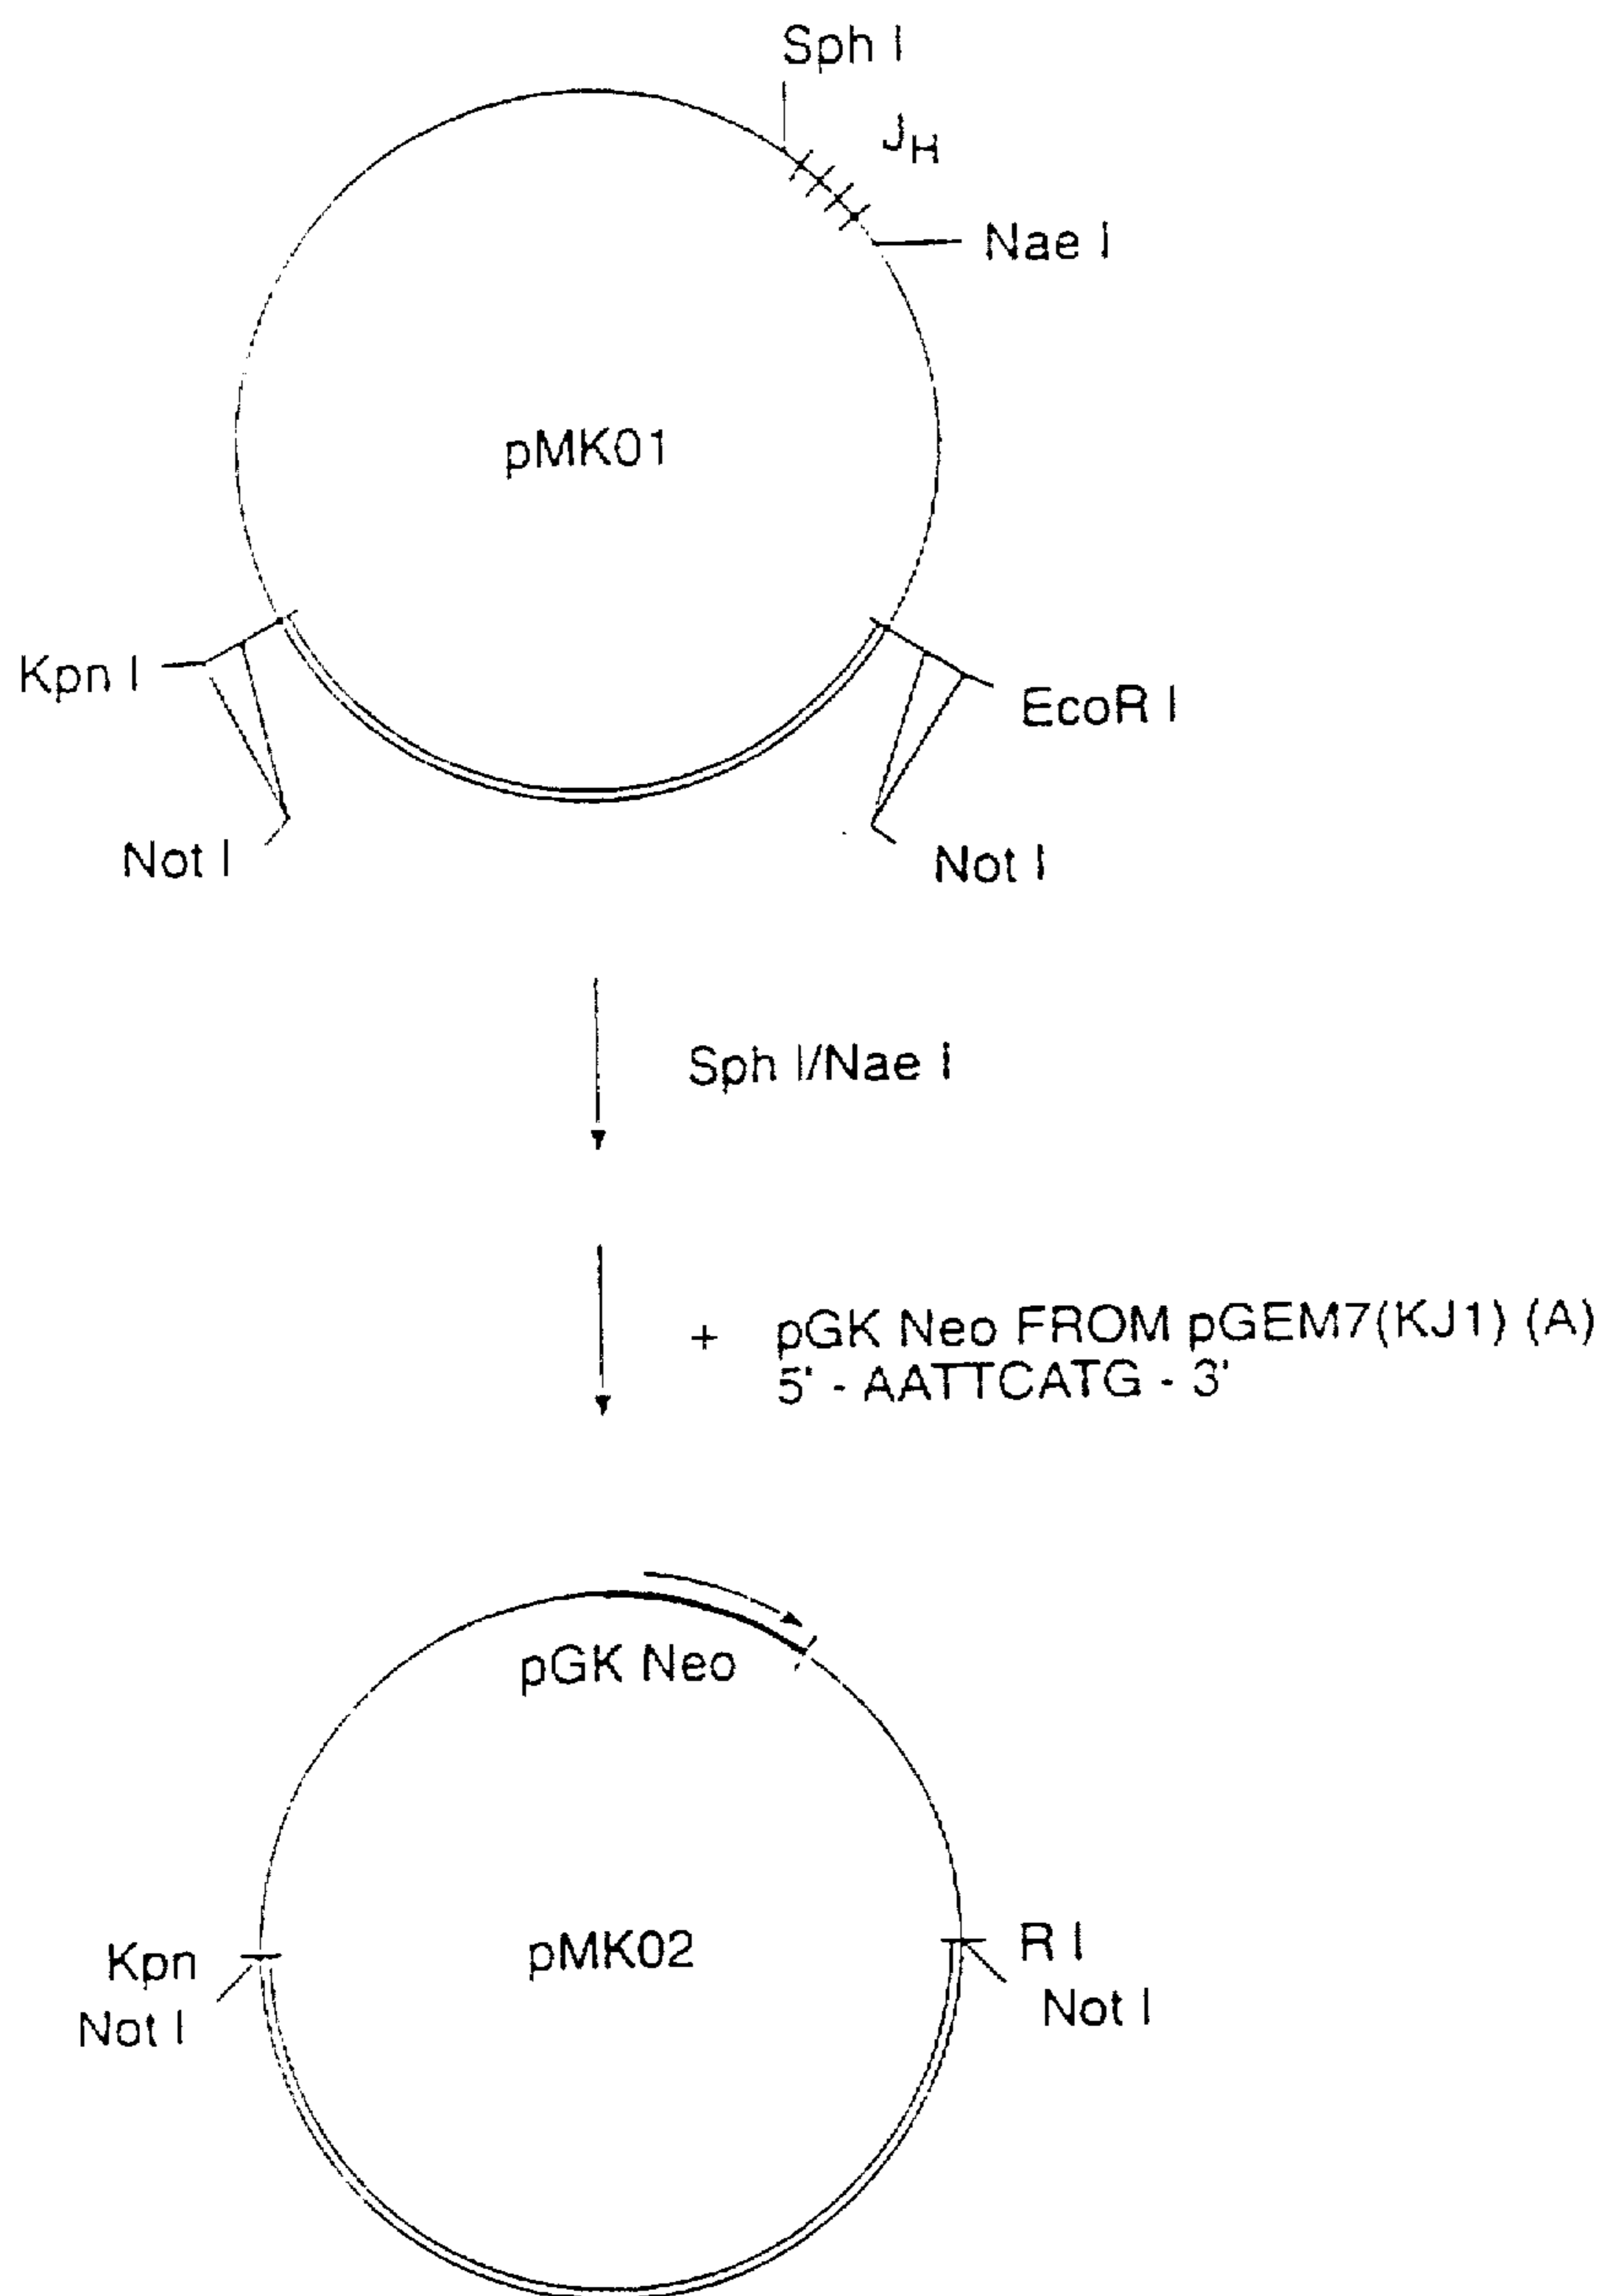 Sph I
JH
Nae I
pMK01
Kpn I
EcoR I
Not I
Not I
Sph I/Nae I
+ pGK Neo FROM pGEM7(KJ1) (A)
5' - AATTCATG - 3'
pGK Neo
Kpn
pMK02
R I
Not I
Not I